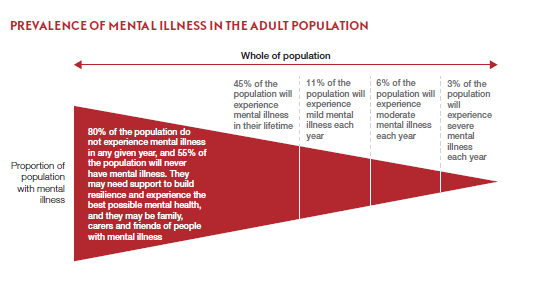 PREVALENCE OF MENTAL ILLNESS IN THE ADULT POPULATION
Whole of population
45% of the
population will
experience
mental illness
in their lifetime
11% of the
population will
experience
mild mental
illness each
year
6% of the
population will
experience
moderate
mental illness
each year
3% of the
population
will
experience
severe
mental
illness
each year
80% of the population do
not experience mental illness
in any given year, and 55% of
the population will never
have mental illness. They
may need support to build
resilience and experience the
best possible mental health,
and they may be family,
carers and friends of people
with mental illness
Proportion of
population
with mental
illness